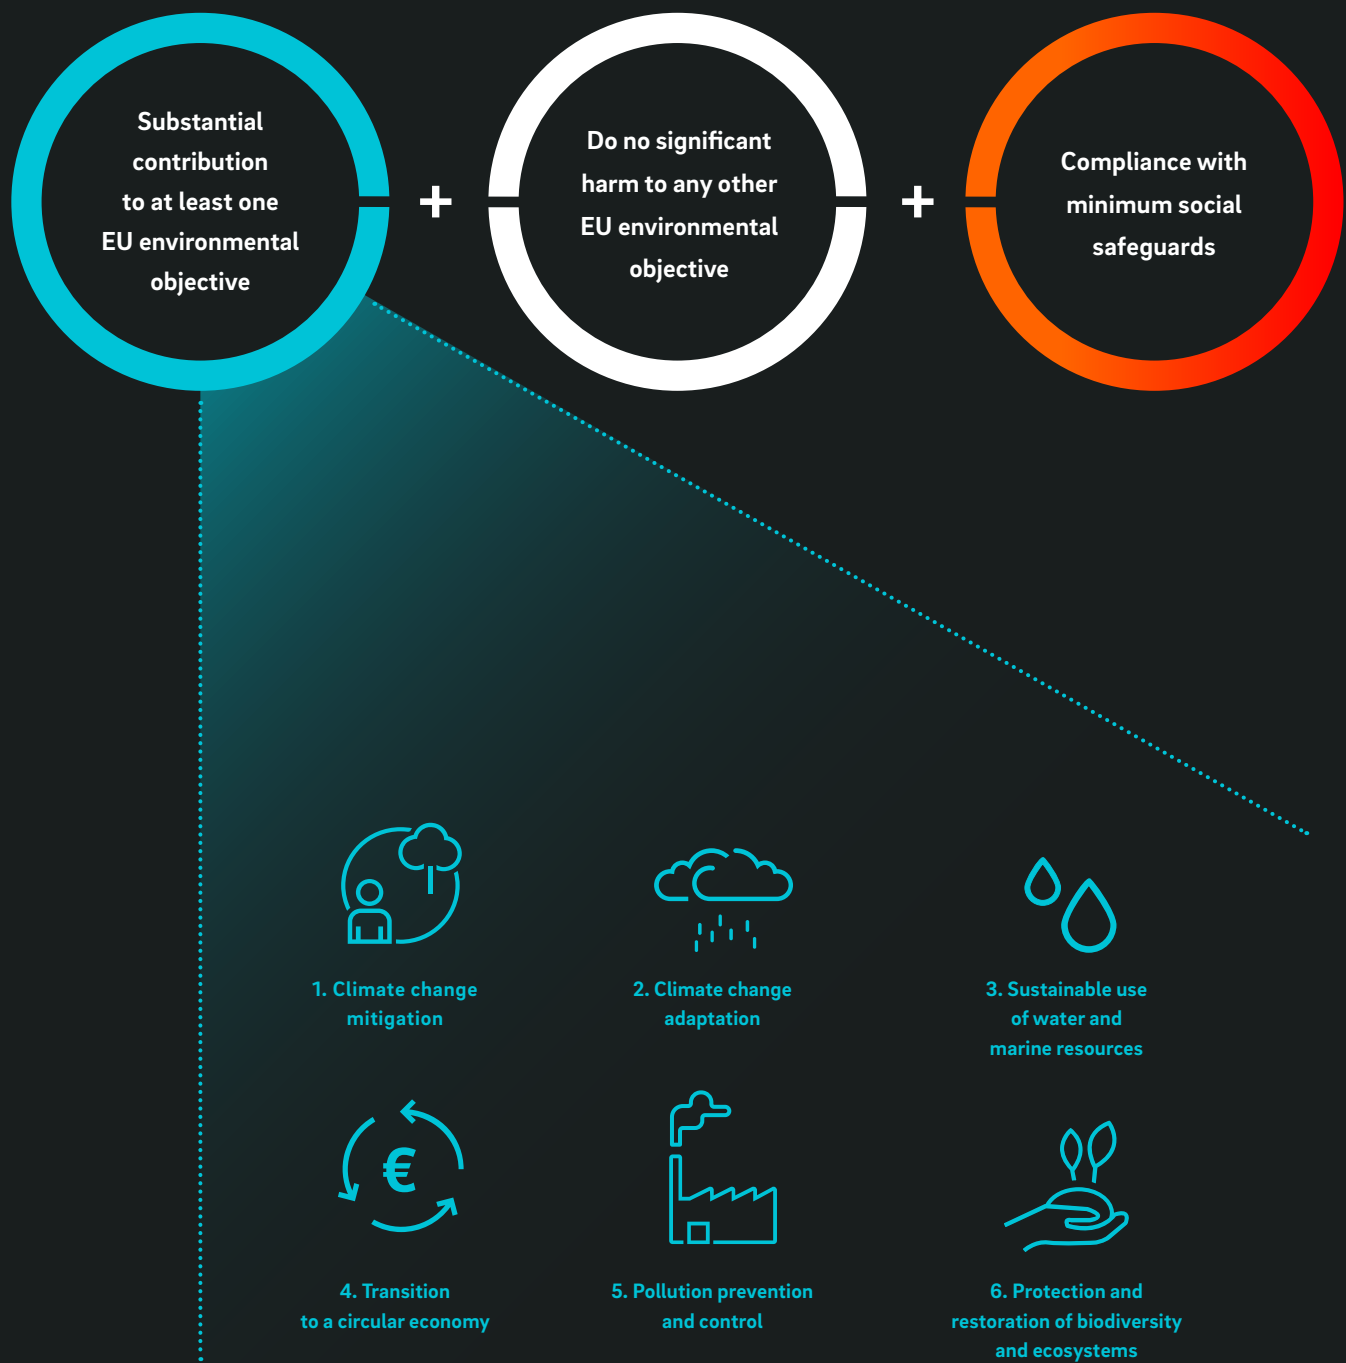 Substantial
contribution
to at least one
EU environmental
objective
+
Do no significant
harm to any other
EU environmental
objective
+
Compliance with
minimum social
safeguards
1. Climate change
mitigation
2. Climate change
adaptation
3. Sustainable use
of water and
marine resources
€
4. Transition
to a circular economy
5. Pollution prevention
and control
6. Protection and
restoration of biodiversity
and ecosystems